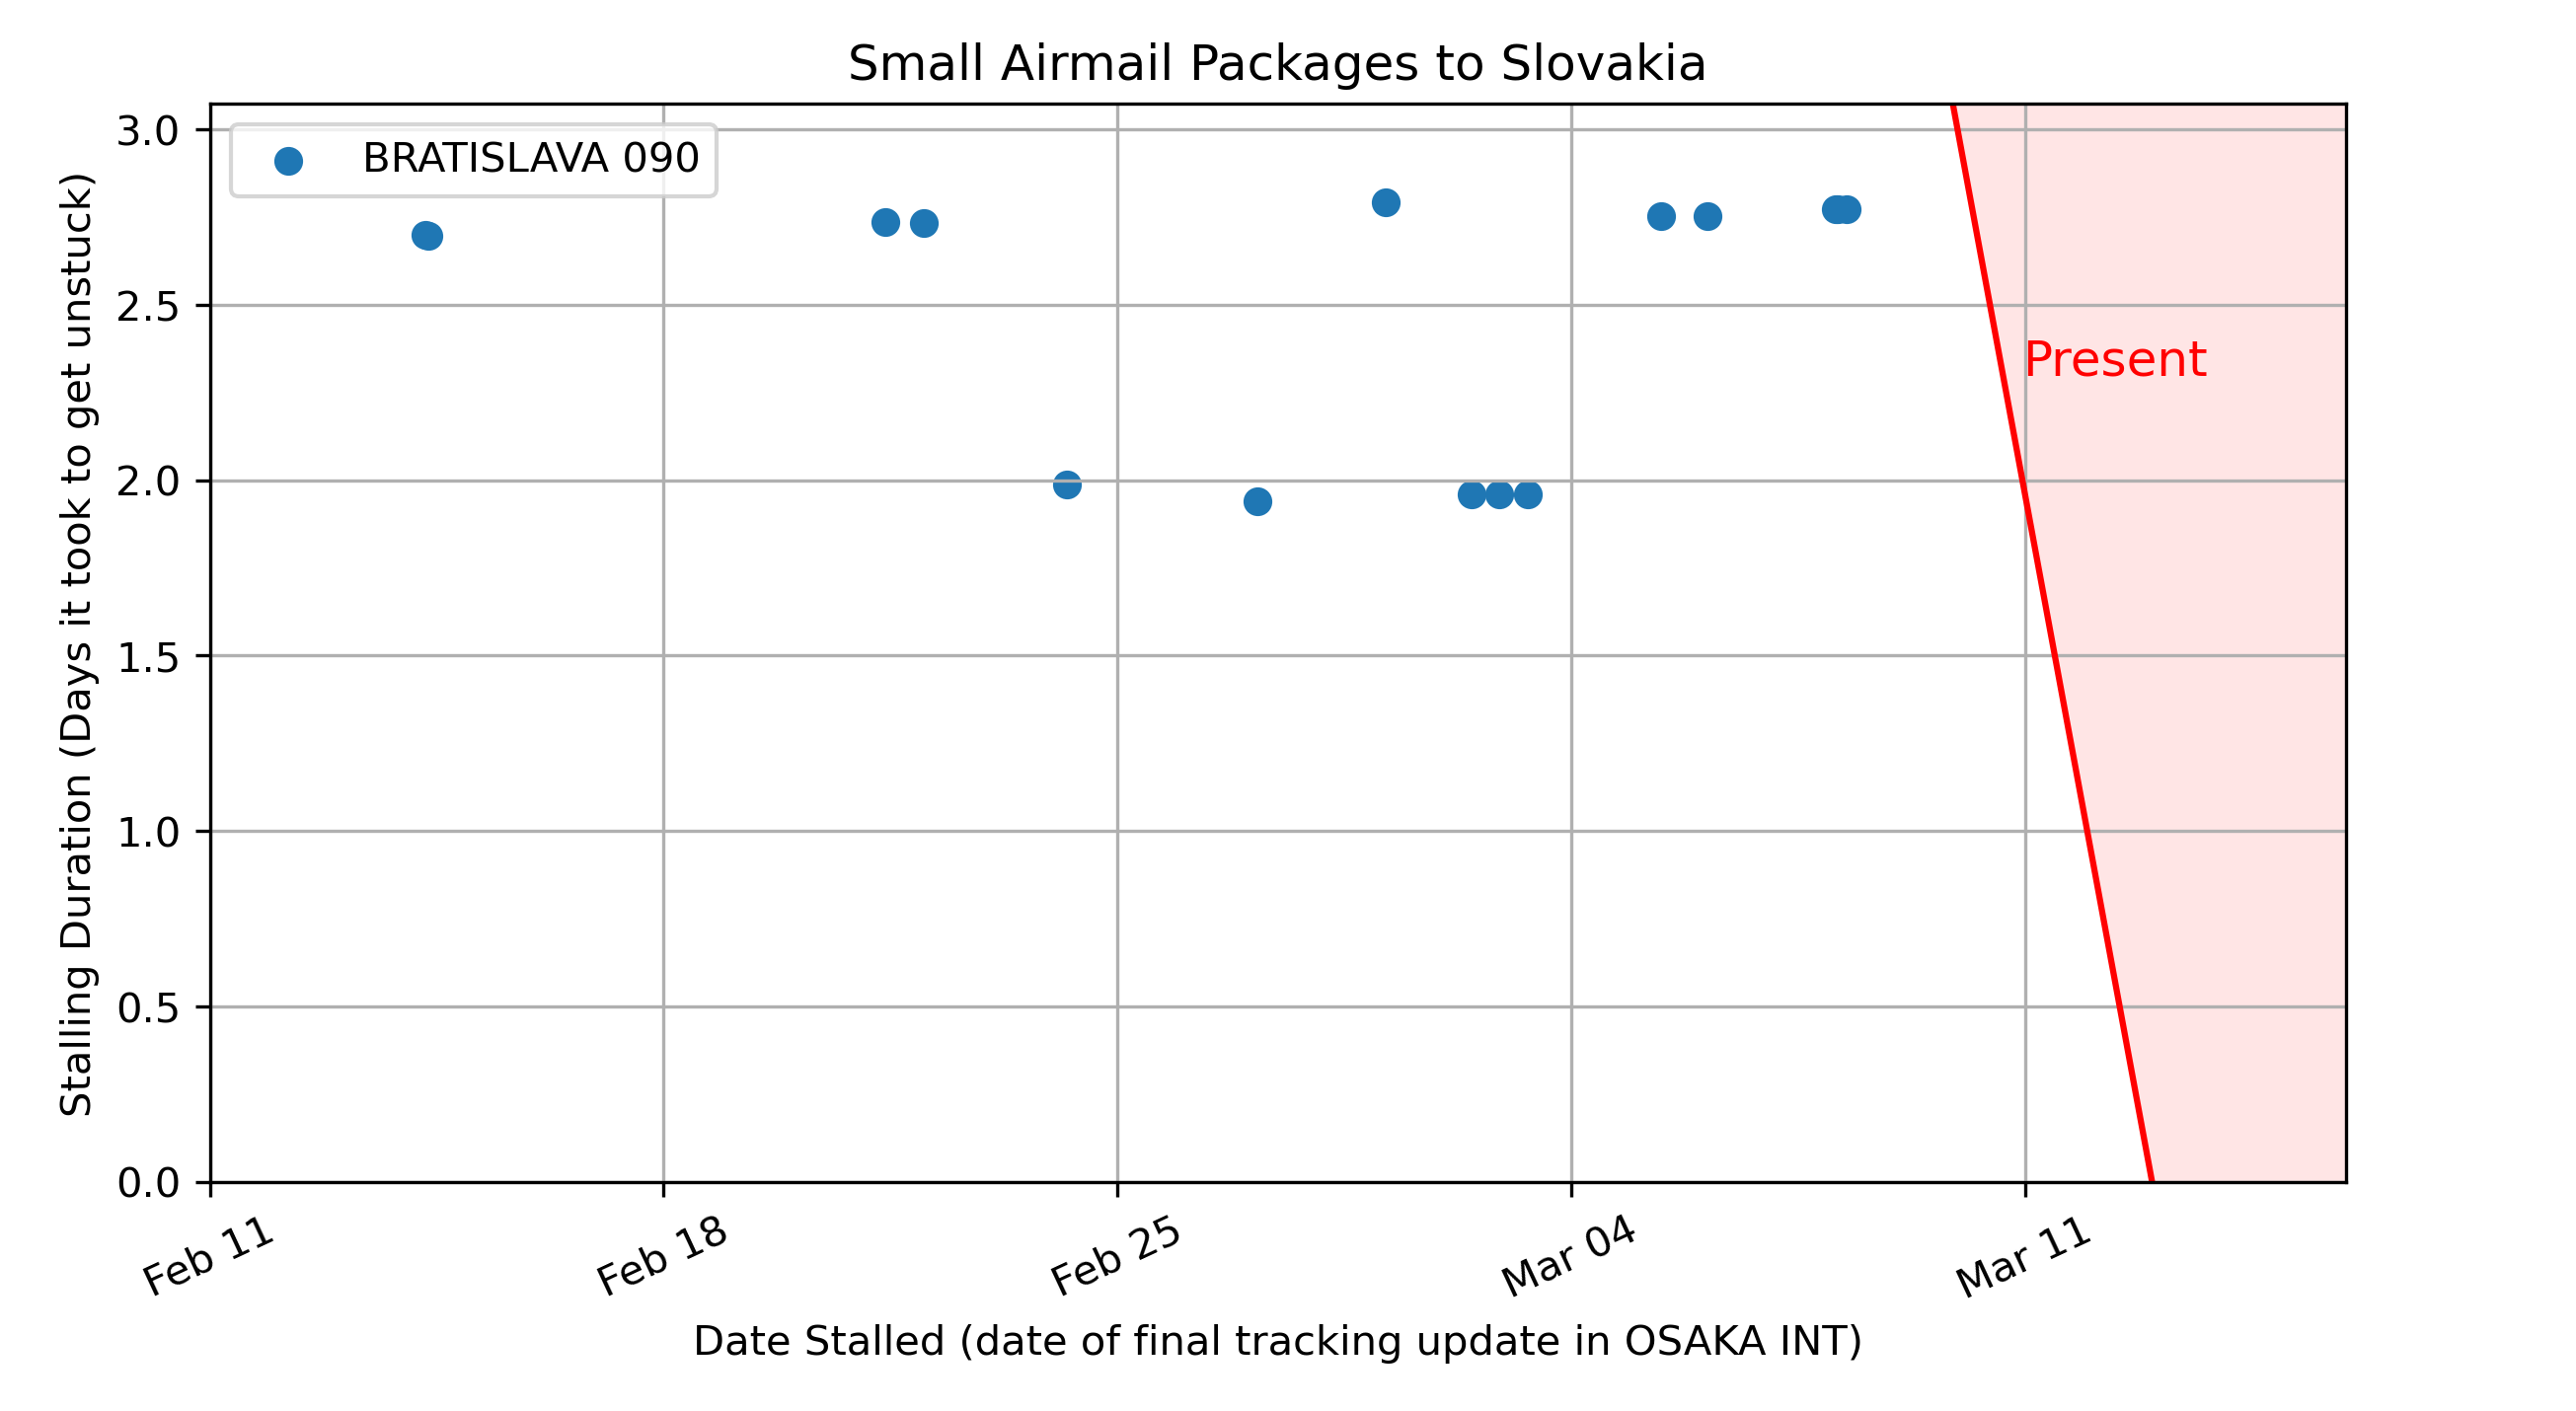 Small Airmail Packages to Slovakia
BRATISLAVA 090
Present
Stalling Duration (Days it took to get unstuck)
3.0
2.5
2.0
1.5
1.0
0.5
0.0
Feb 11
Feb 18
Feb 25
Mar 04
Mar 11
Date Stalled (date of final tracking update in OSAKA INT)